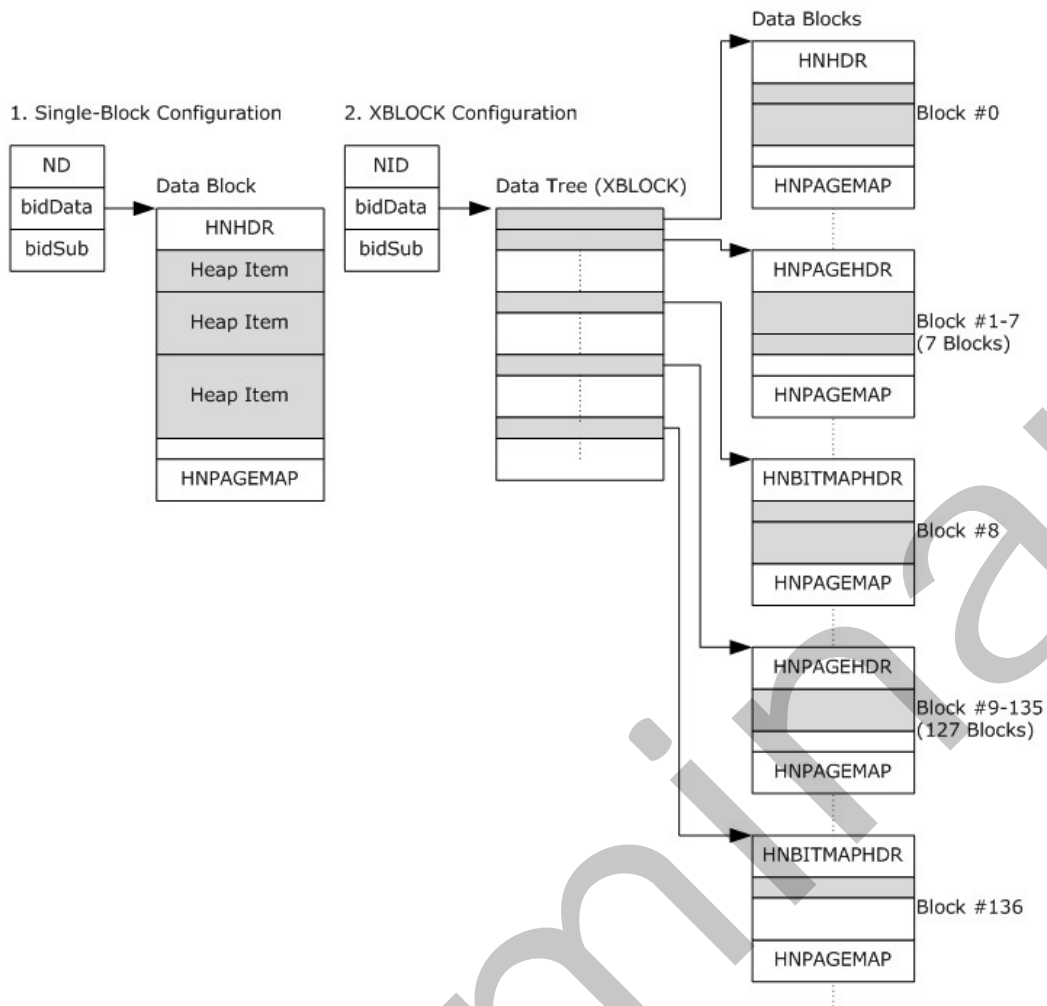 Data Blocks
HNHDR
Block #0
HNPAGEMAP
1. Single-Block Configuration
ND
bidData
bidSub
Data Block
HNHDR
Heap Item
Heap Item
Heap Item
HNPAGEMAP
2. XBLOCK Configuration
NID
bidData
bidSub
Data Tree (XBLOCK)
HNPAGEHDR
Block #1-7
(7 Blocks)
HNPAGEMAP
HNBITMAPHDR
Block #8
HNPAGEMAP
HNPAGEHDR
Block #9-135
(127 Blocks)
HNPAGEMAP
HNBITMAPHDR
Block #136
HNPAGEMAP